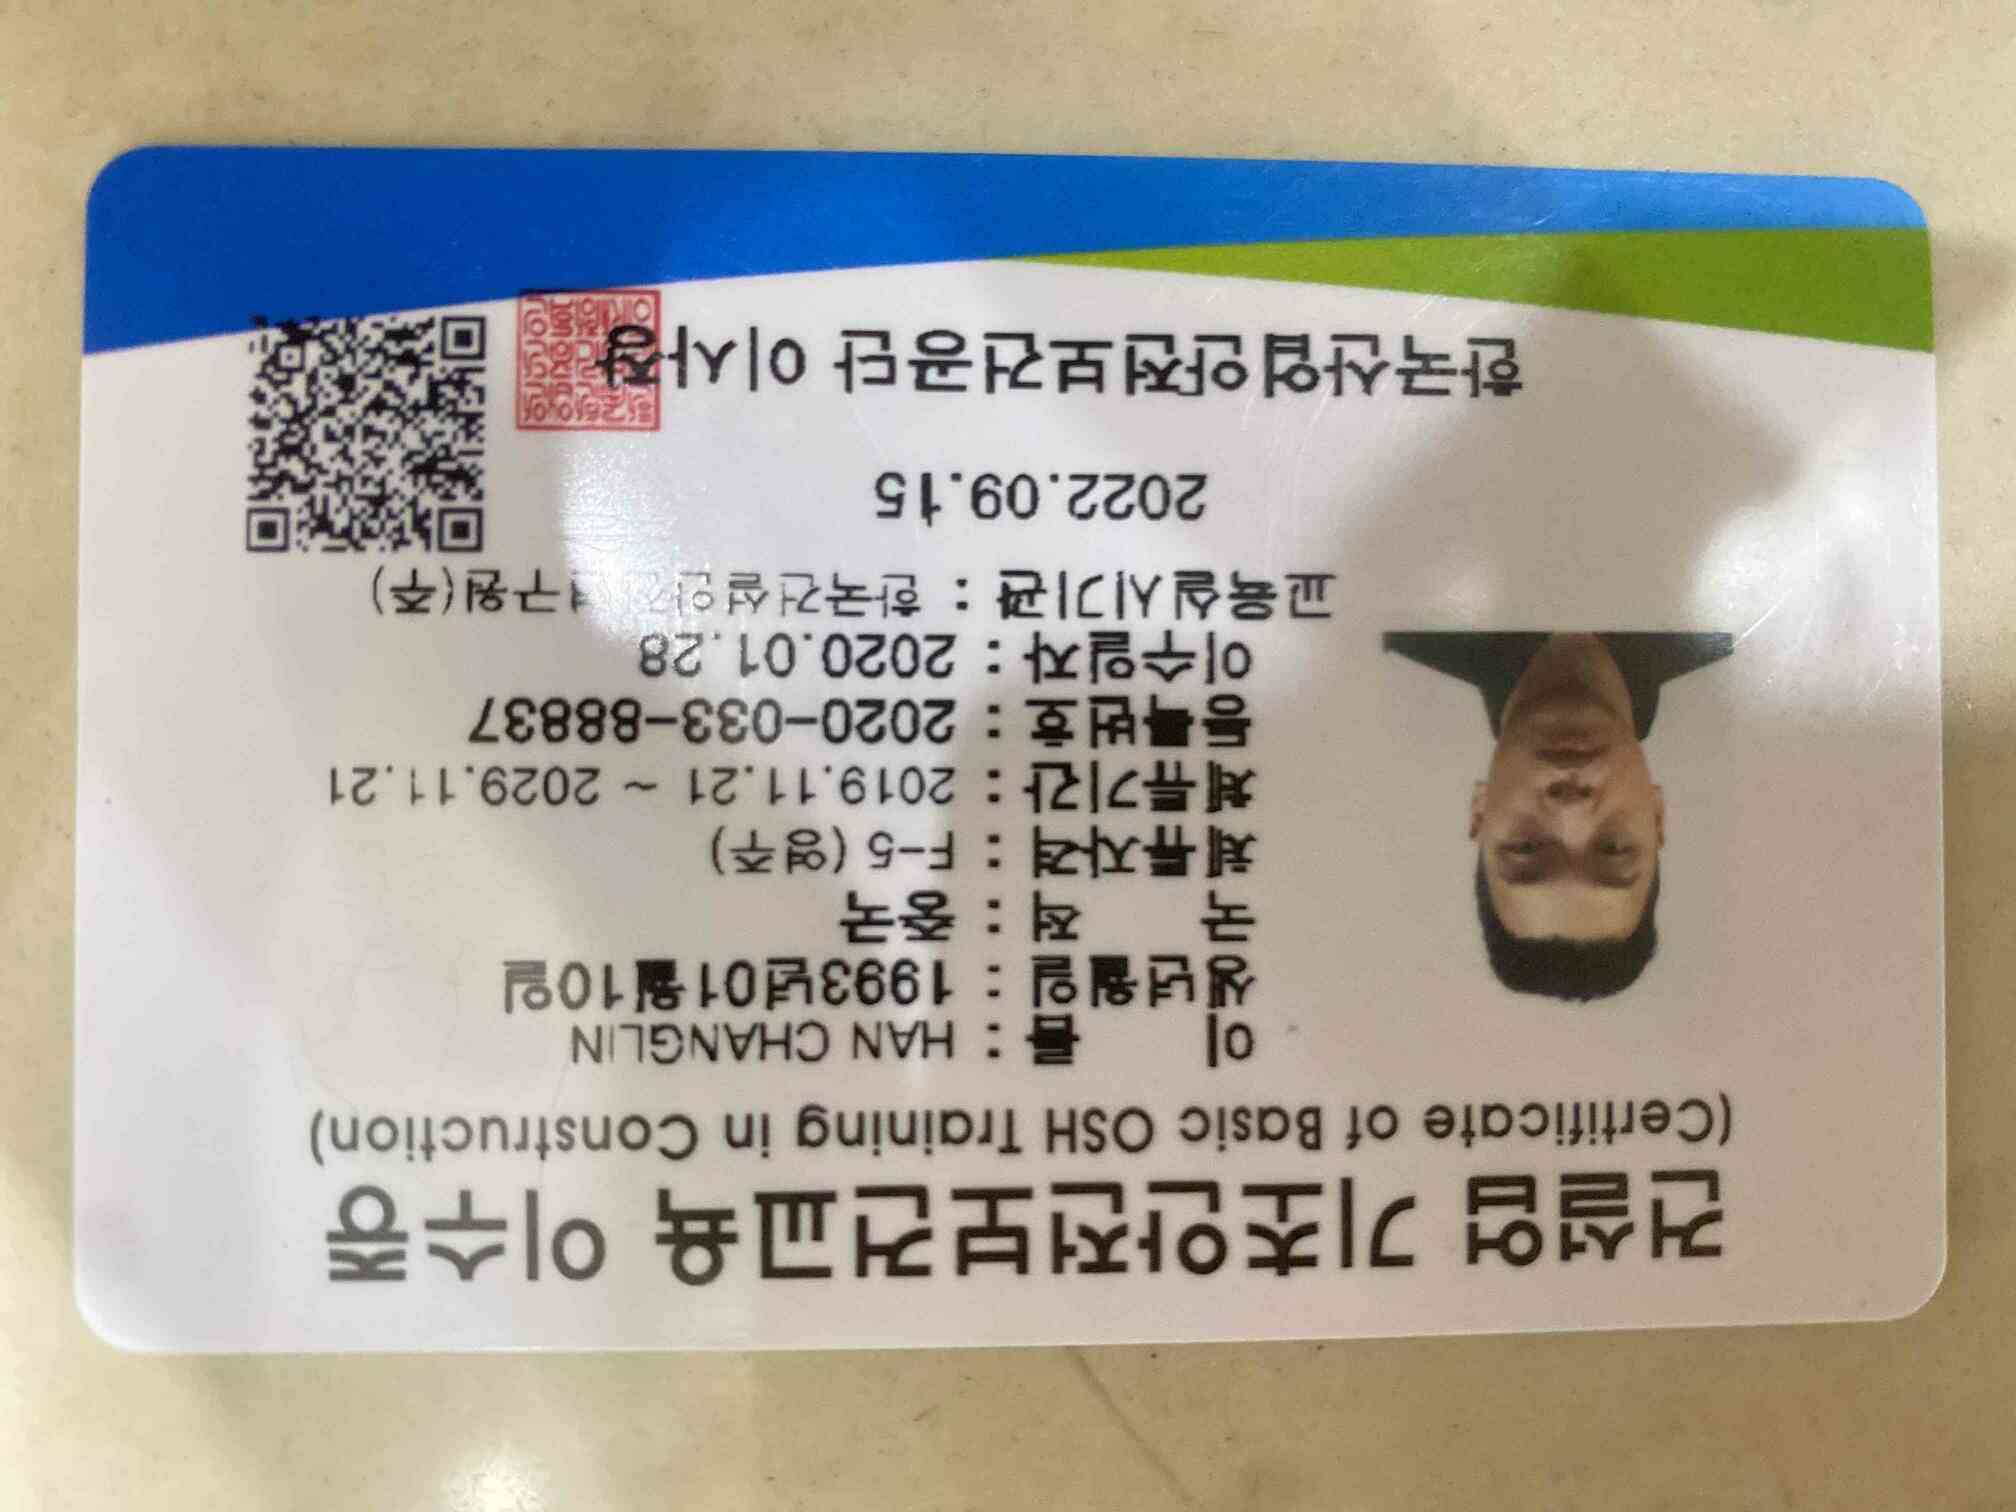 건설업 기초안전보건교육 이수증
(Certificate of Basic OSH Training in Construction)
이 름 : HAN CHANGLIN
생년월일 : 1993년01월10일
국 적 : 중국
체류자격 : F-5 (영주)
체류기간 : 2019.11.21 ~ 2029.11.21
등록번호 : 2020-033-88837
이수일자 : 2020.01.28
교육실시기관 : 한국건설안전연구원(주)
2022.09.15
한국산업안전보건공단 이사장